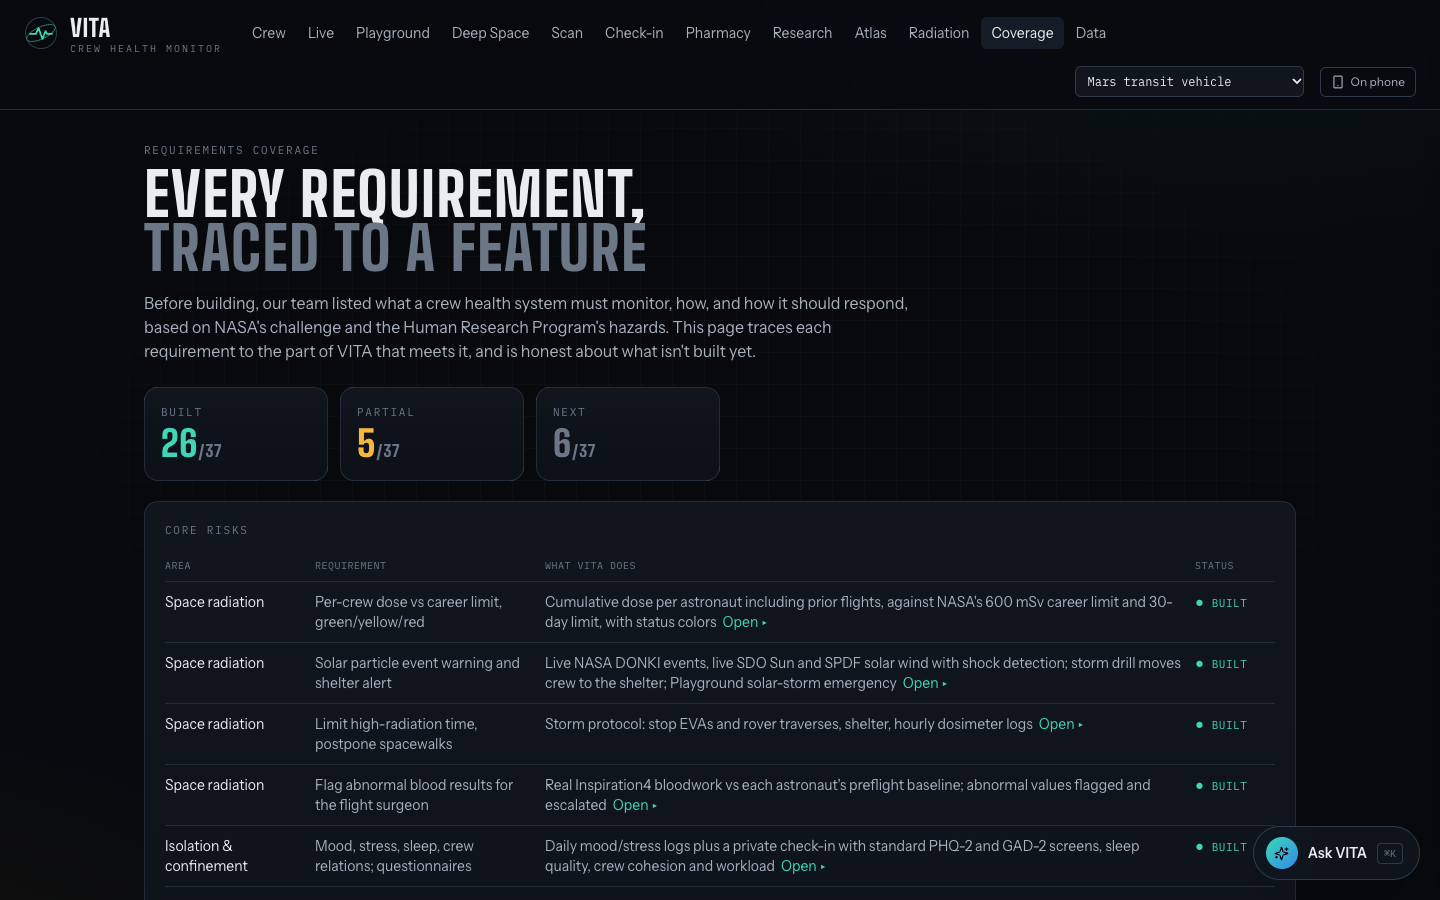 VITA
CREW HEALTH MONITOR
Crew Live Playground Deep Space Scan Check-in Pharmacy Research Atlas Radiation Coverage Data
Mars transit vehicle
On phone
REQUIREMENTS COVERAGE
EVERY REQUIREMENT,
TRACED TO A FEATURE
Before building, our team listed what a crew health system must monitor, how, and how it should respond,
based on NASA's challenge and the Human Research Program's hazards. This page traces each
requirement to the part of VITA that meets it, and is honest about what isn't built yet.
BUILT
26/37
PARTIAL
5/37
NEXT
6/37
CORE RISKS
AREA REQUIREMENT WHAT VITA DOES STATUS
Space radiation
Per-crew dose vs career limit,
green/yellow/red
Cumulative dose per astronaut including prior flights, against NASA's 600 mSv career limit and 30-
day limit, with status colors Open ▸
● BUILT
Space radiation
Solar particle event warning and
shelter alert
Live NASA DONKI events, live SDO Sun and SPDF solar wind with shock detection; storm drill moves
crew to the shelter; Playground solar-storm emergency Open ▸
● BUILT
Space radiation
Limit high-radiation time,
postpone spacewalks
Storm protocol: stop EVAs and rover traverses, shelter, hourly dosimeter logs Open ▸
● BUILT
Space radiation
Flag abnormal blood results for
the flight surgeon
Real Inspiration4 bloodwork vs each astronaut's preflight baseline; abnormal values flagged and
escalated Open ▸
● BUILT
Isolation &
confinement
Mood, stress, sleep, crew
relations; questionnaires
Daily mood/stress logs plus a private check-in with standard PHQ-2 and GAD-2 screens, sleep
quality, crew cohesion and workload Open ▸
● BUILT
Ask VITA ⌘K